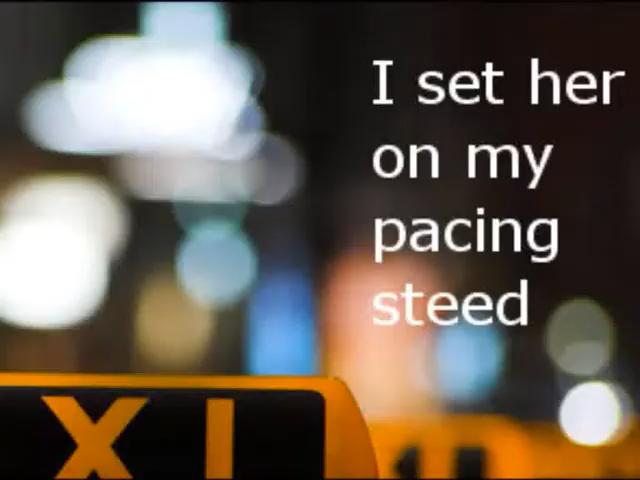 I set her
on my
pacing
steed
XI